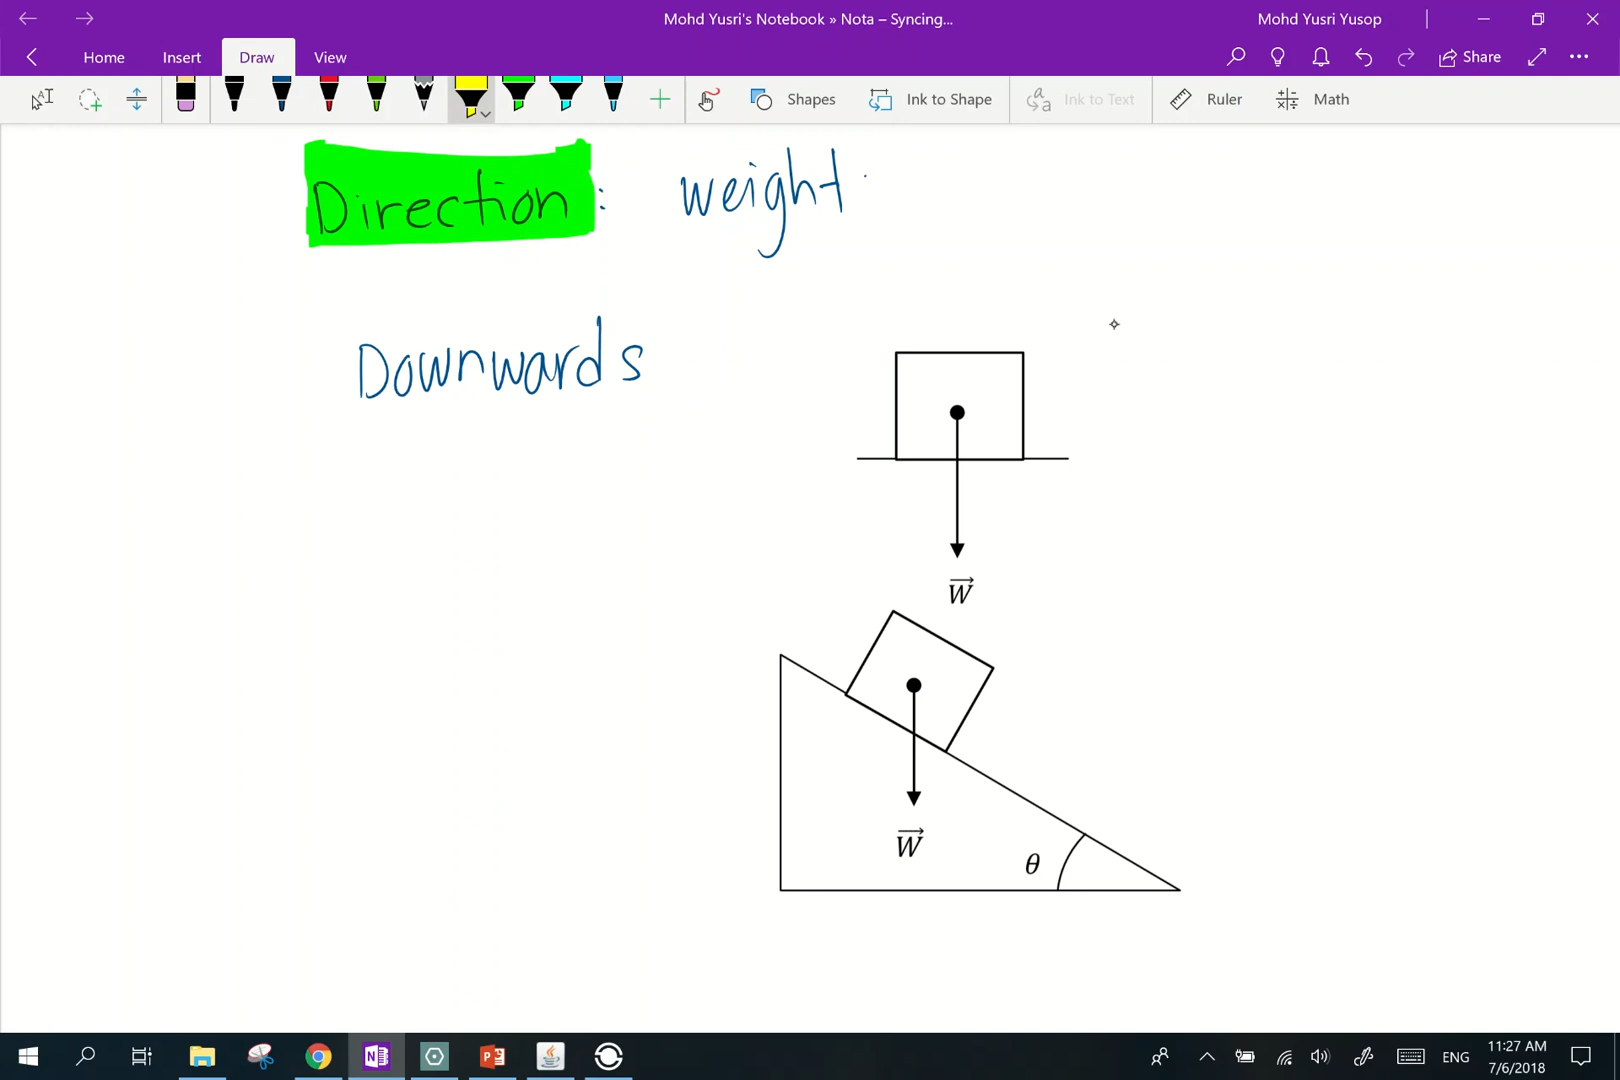 Mohd Yusri's Notebook » Nota – Syncing...
Mohd Yusri Yusop
Home
Insert
Draw
View
Share
Shapes
Ink to Shape
Ink to Text
Ruler
Math
Direction: weight
Downwards
W
W
θ
ENG
11:27 AM
7/6/2018